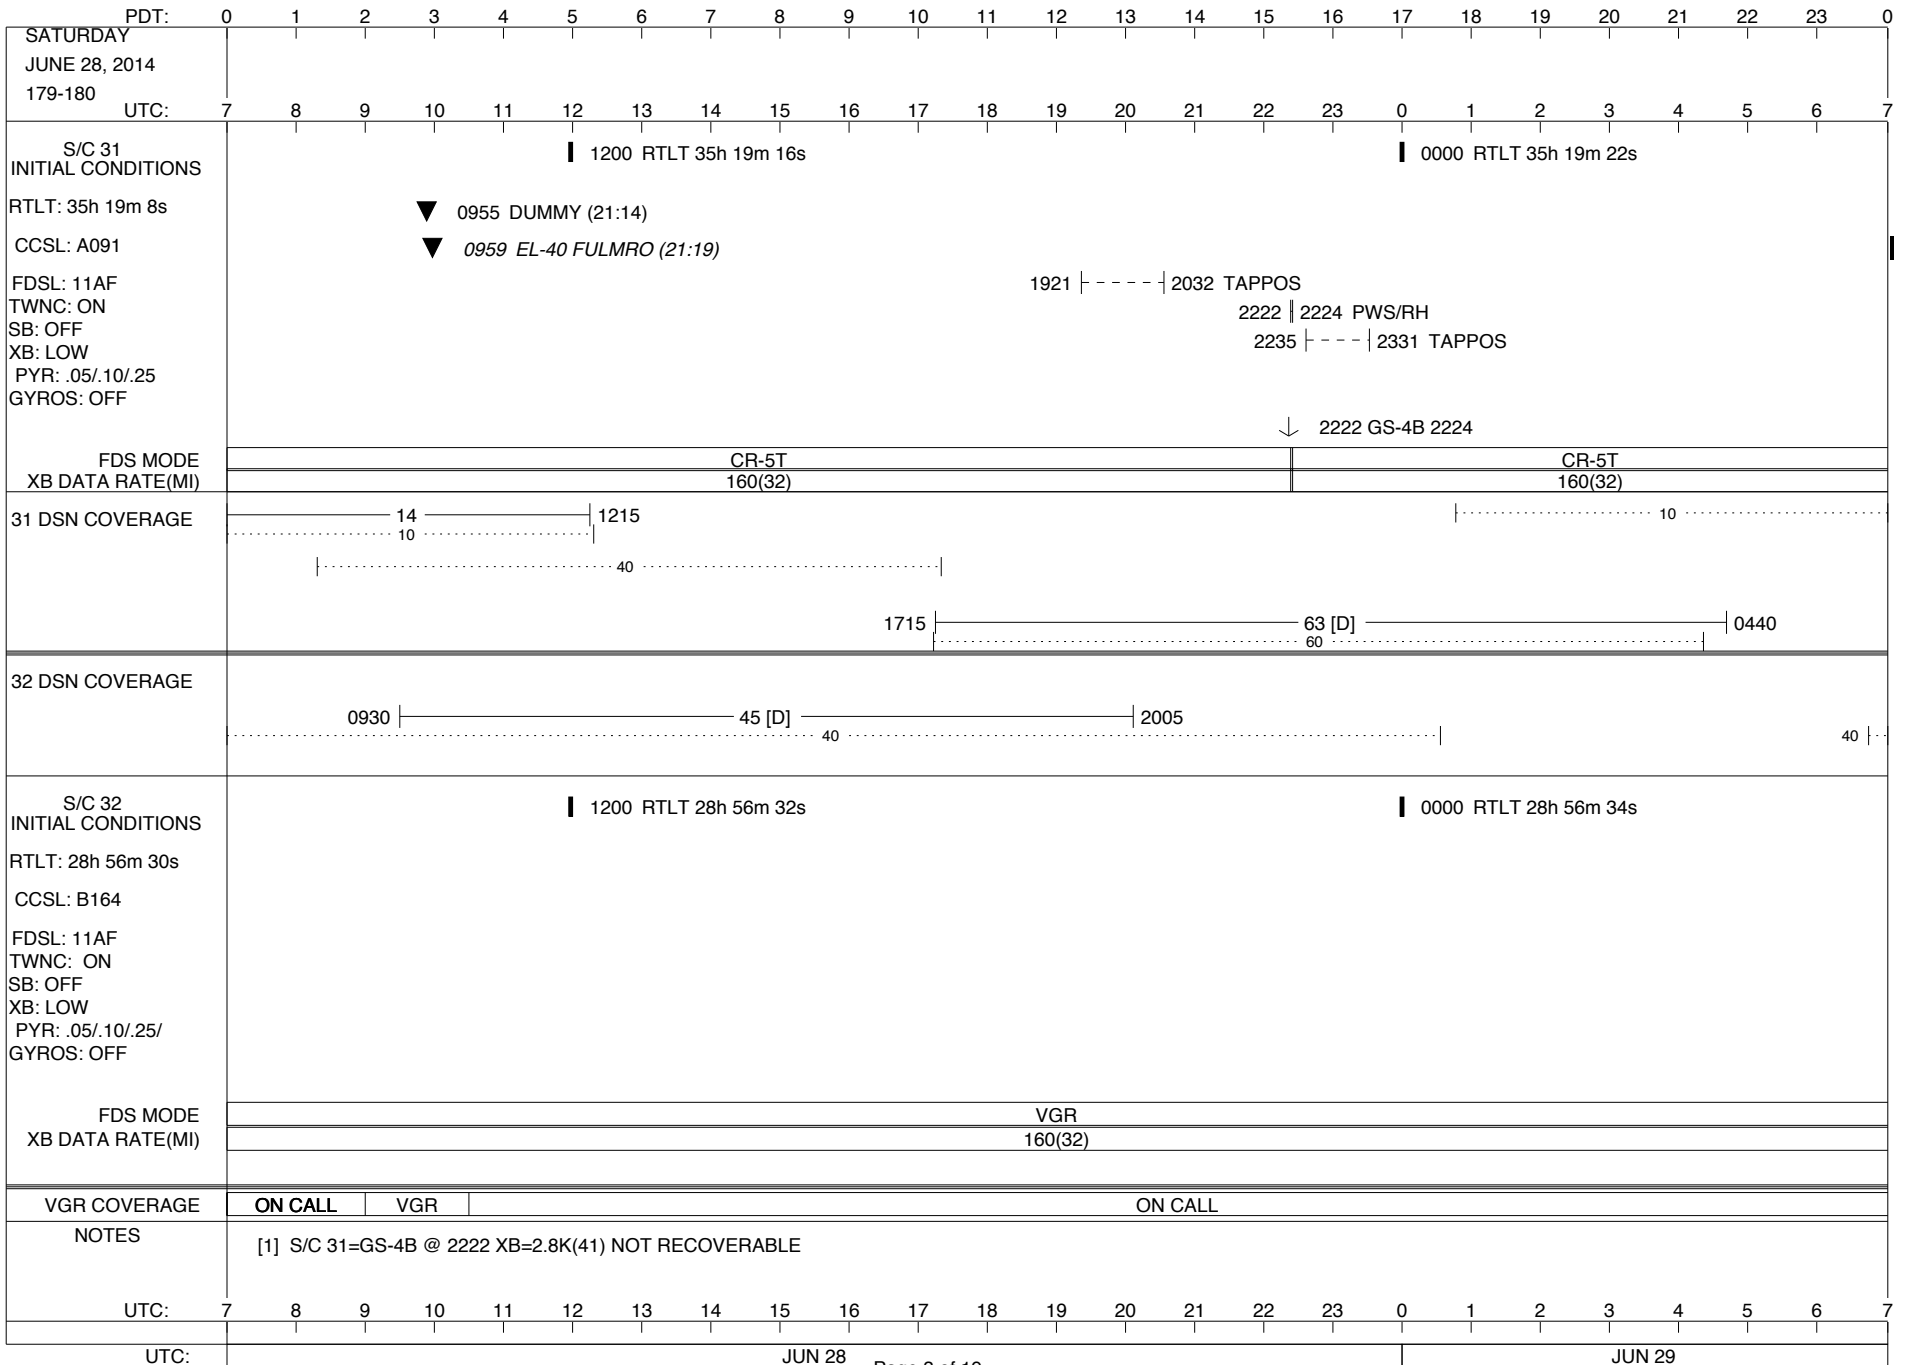 PDT: 0 1 2 3 4 5 6 7 8 9 10 11 12 13 14 15 16 17 18 19 20 21 22 23 0
SATURDAY
JUNE 28, 2014
179-180
UTC: 7 8 9 10 11 12 13 14 15 16 17 18 19 20 21 22 23 0 1 2 3 4 5 6 7
S/C 31
INITIAL CONDITIONS
1200 RTLT 35h 19m 16s
0000 RTLT 35h 19m 22s
RTLT: 35h 19m 8s
0955 DUMMY (21:14)
CCSL: A091
0959 EL-40 FULMRO (21:19)
FDSL: 11AF
1921 2032 TAPPOS
TWNC: ON
2222 2224 PWS/RH
SB: OFF
2235 2331 TAPPOS
XB: LOW
PYR: .05/.10/.25
GYROS: OFF
2222 GS-4B 2224
FDS MODE CR-5T CR-5T
XB DATA RATE(MI) 160(32) 160(32)
31 DSN COVERAGE 14 1215 10
10
40
1715 63 [D] 0440
60
32 DSN COVERAGE
0930 45 [D] 2005
40 40
S/C 32
INITIAL CONDITIONS
1200 RTLT 28h 56m 32s
0000 RTLT 28h 56m 34s
RTLT: 28h 56m 30s
CCSL: B164
FDSL: 11AF
TWNC: ON
SB: OFF
XB: LOW
PYR: .05/.10/.25/
GYROS: OFF
FDS MODE VGR
XB DATA RATE(MI) 160(32)
VGR COVERAGE ON CALL VGR ON CALL
NOTES
[1] S/C 31=GS-4B @ 2222 XB=2.8K(41) NOT RECOVERABLE
UTC: 7 8 9 10 11 12 13 14 15 16 17 18 19 20 21 22 23 0 1 2 3 4 5 6 7
UTC: JUN 28 JUN 29